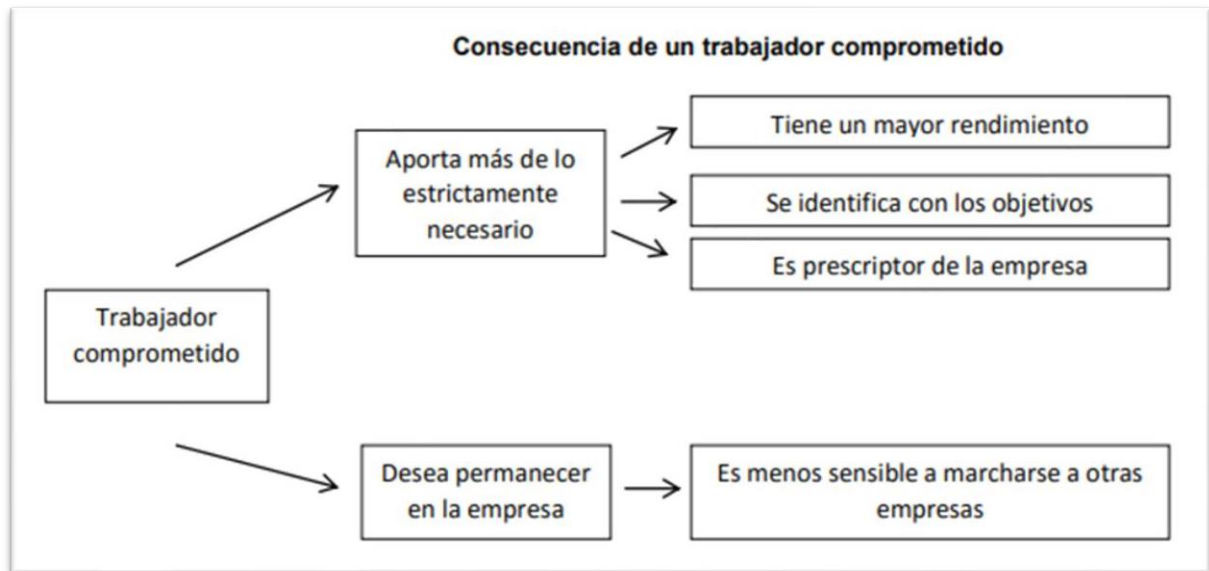 Consecuencia de un trabajador comprometido
Trabajador
comprometido
Aporta más de lo
estrictamente
necesario
Tiene un mayor rendimiento
Se identifica con los objetivos
Es prescriptor de la empresa
Desea permanecer
en la empresa
Es menos sensible a marcharse a otras
empresas